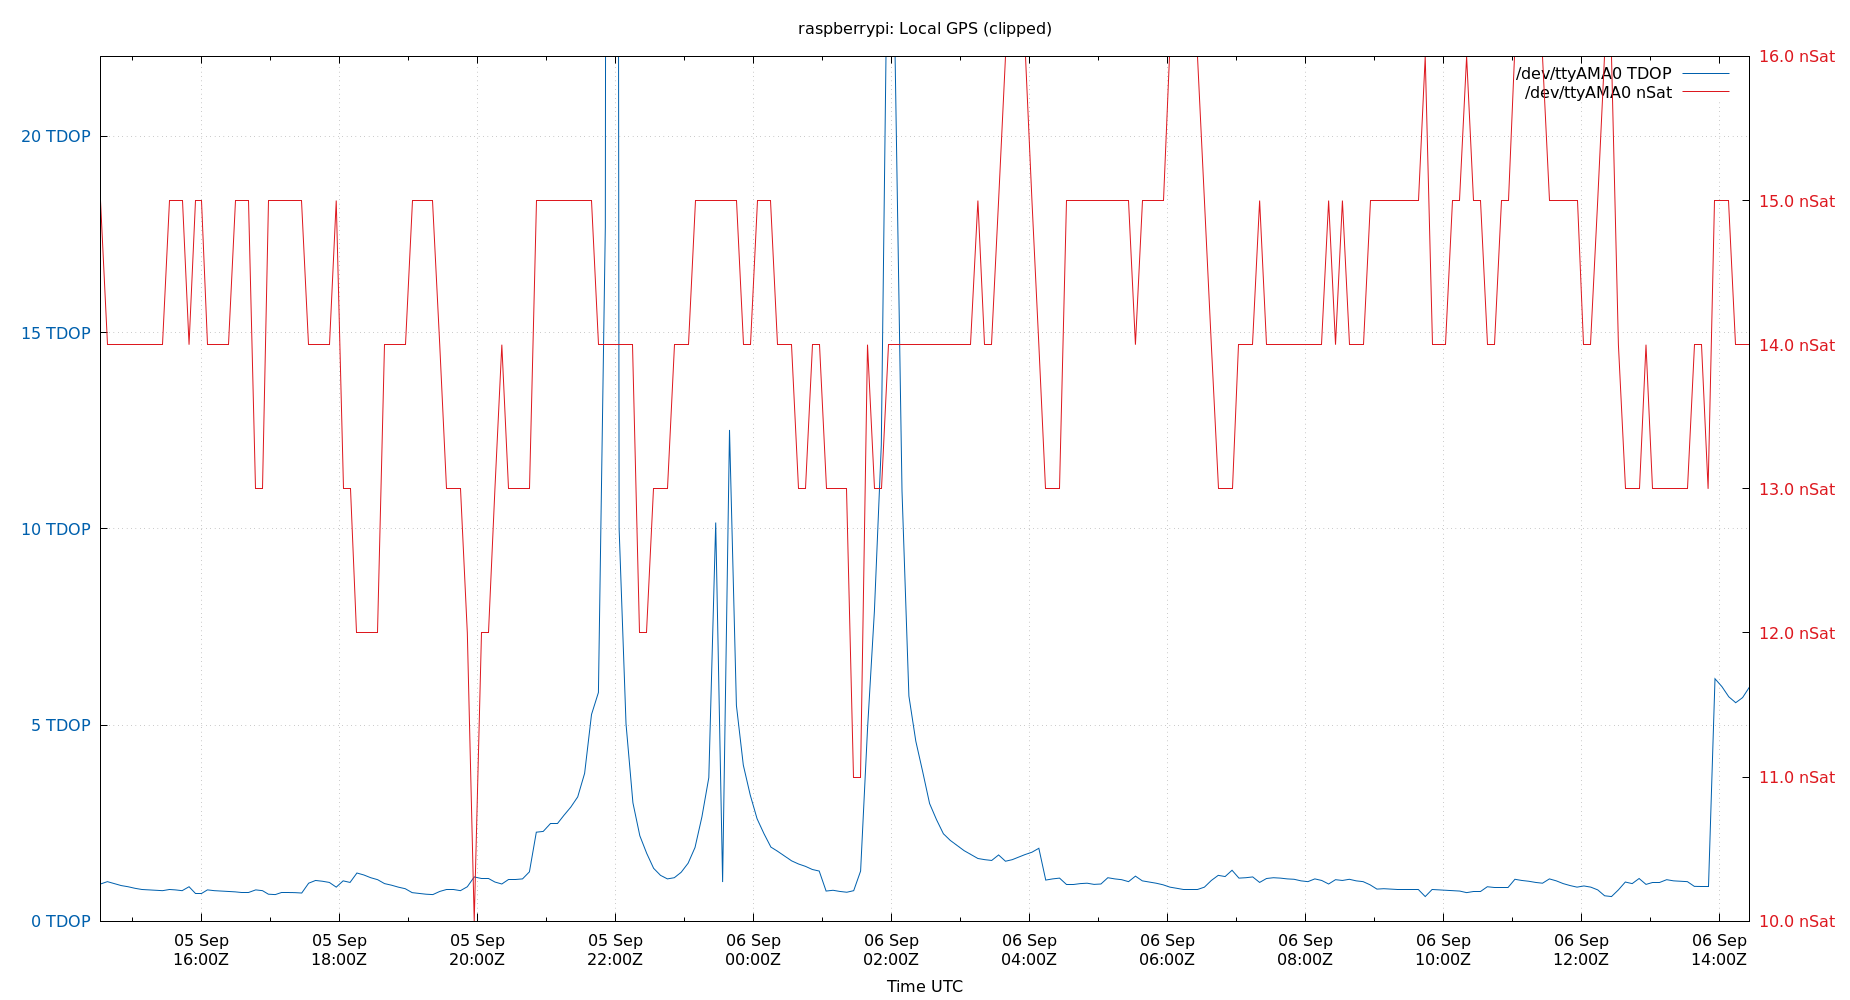 raspberrypi: Local GPS (clipped)
16.0 nSat
/dev/ttyAMA0 TDOP
/dev/ttyAMA0 nSat
20 TDOP
15.0 nSat
15 TDOP
14.0 nSat
13.0 nSat
10 TDOP
12.0 nSat
5 TDOP
11.0 nSat
0 TDOP
10.0 nSat
05 Sep 05 Sep 05 Sep 05 Sep 06 Sep 06 Sep 06 Sep 06 Sep 06 Sep 06 Sep 06 Sep 06 Sep
16:00Z 18:00Z 20:00Z 22:00Z 00:00Z 02:00Z 04:00Z 06:00Z 08:00Z 10:00Z 12:00Z 14:00Z
Time UTC